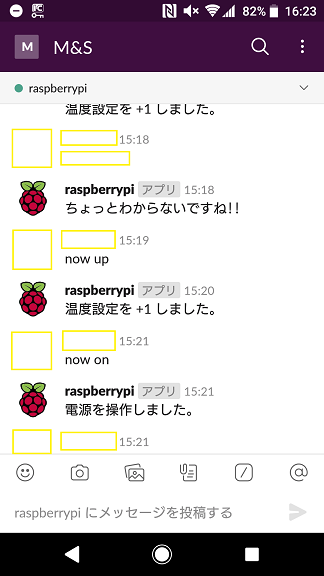 16:23
82%
M
M&S
raspberrypi
温度設定を +1 しました。
15:18
raspberrypi アプリ 15:18
ちょっとわからないですね!!
15:19
now up
raspberrypi アプリ 15:20
温度設定を +1 しました。
15:21
now on
raspberrypi アプリ 15:21
電源を操作しました。
15:21
raspberrypi にメッセージを投稿する